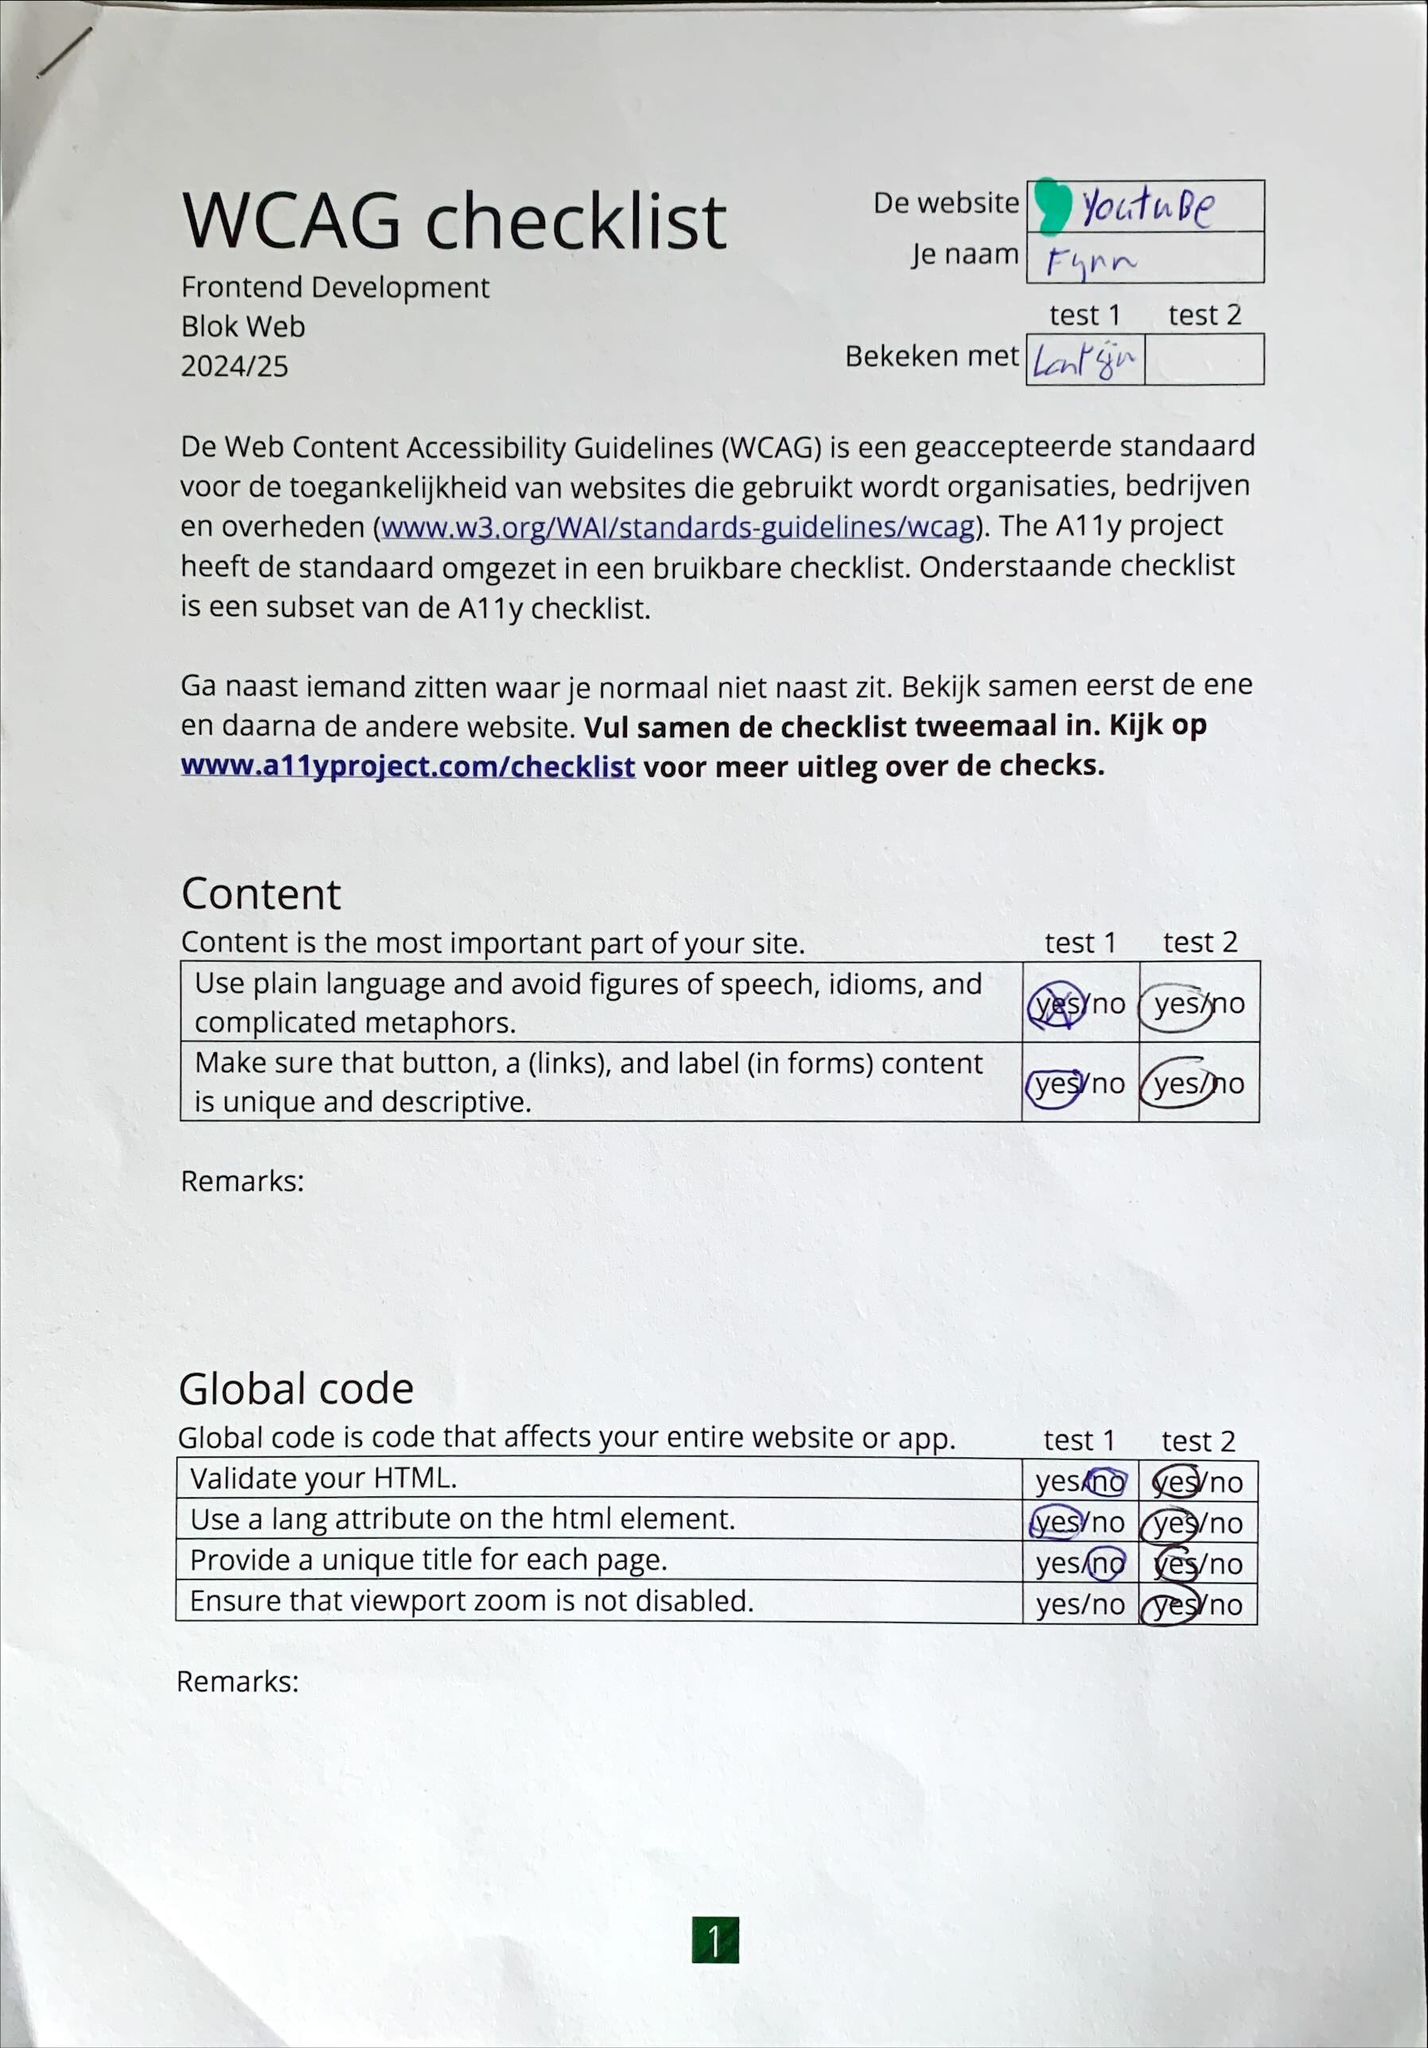 WCAG checklist
Frontend Development
Blok Web
2024/25
De website YouTuBe
Je naam Fynn
test 1 test 2
Bekeken met
De Web Content Accessibility Guidelines (WCAG) is een geaccepteerde standaard
voor de toegankelijkheid van websites die gebruikt wordt organisaties, bedrijven
en overheden (www.w3.org/WAI/standards-guidelines/wcag). The A11y project
heeft de standaard omgezet in een bruikbare checklist. Onderstaande checklist
is een subset van de A11y checklist.
Ga naast iemand zitten waar je normaal niet naast zit. Bekijk samen eerst de ene
en daarna de andere website. Vul samen de checklist tweemaal in. Kijk op
www.a11yproject.com/checklist voor meer uitleg over de checks.
Content
Content is the most important part of your site. test 1 test 2
Use plain language and avoid figures of speech, idioms, and
complicated metaphors. yes/no yes/no
Make sure that button, a (links), and label (in forms) content
is unique and descriptive. yes/no yes/no
Remarks:
Global code
Global code is code that affects your entire website or app. test 1 test 2
Validate your HTML. yes/no yes/no
Use a lang attribute on the html element. yes/no yes/no
Provide a unique title for each page. yes/no yes/no
Ensure that viewport zoom is not disabled. yes/no yes/no
Remarks:
1